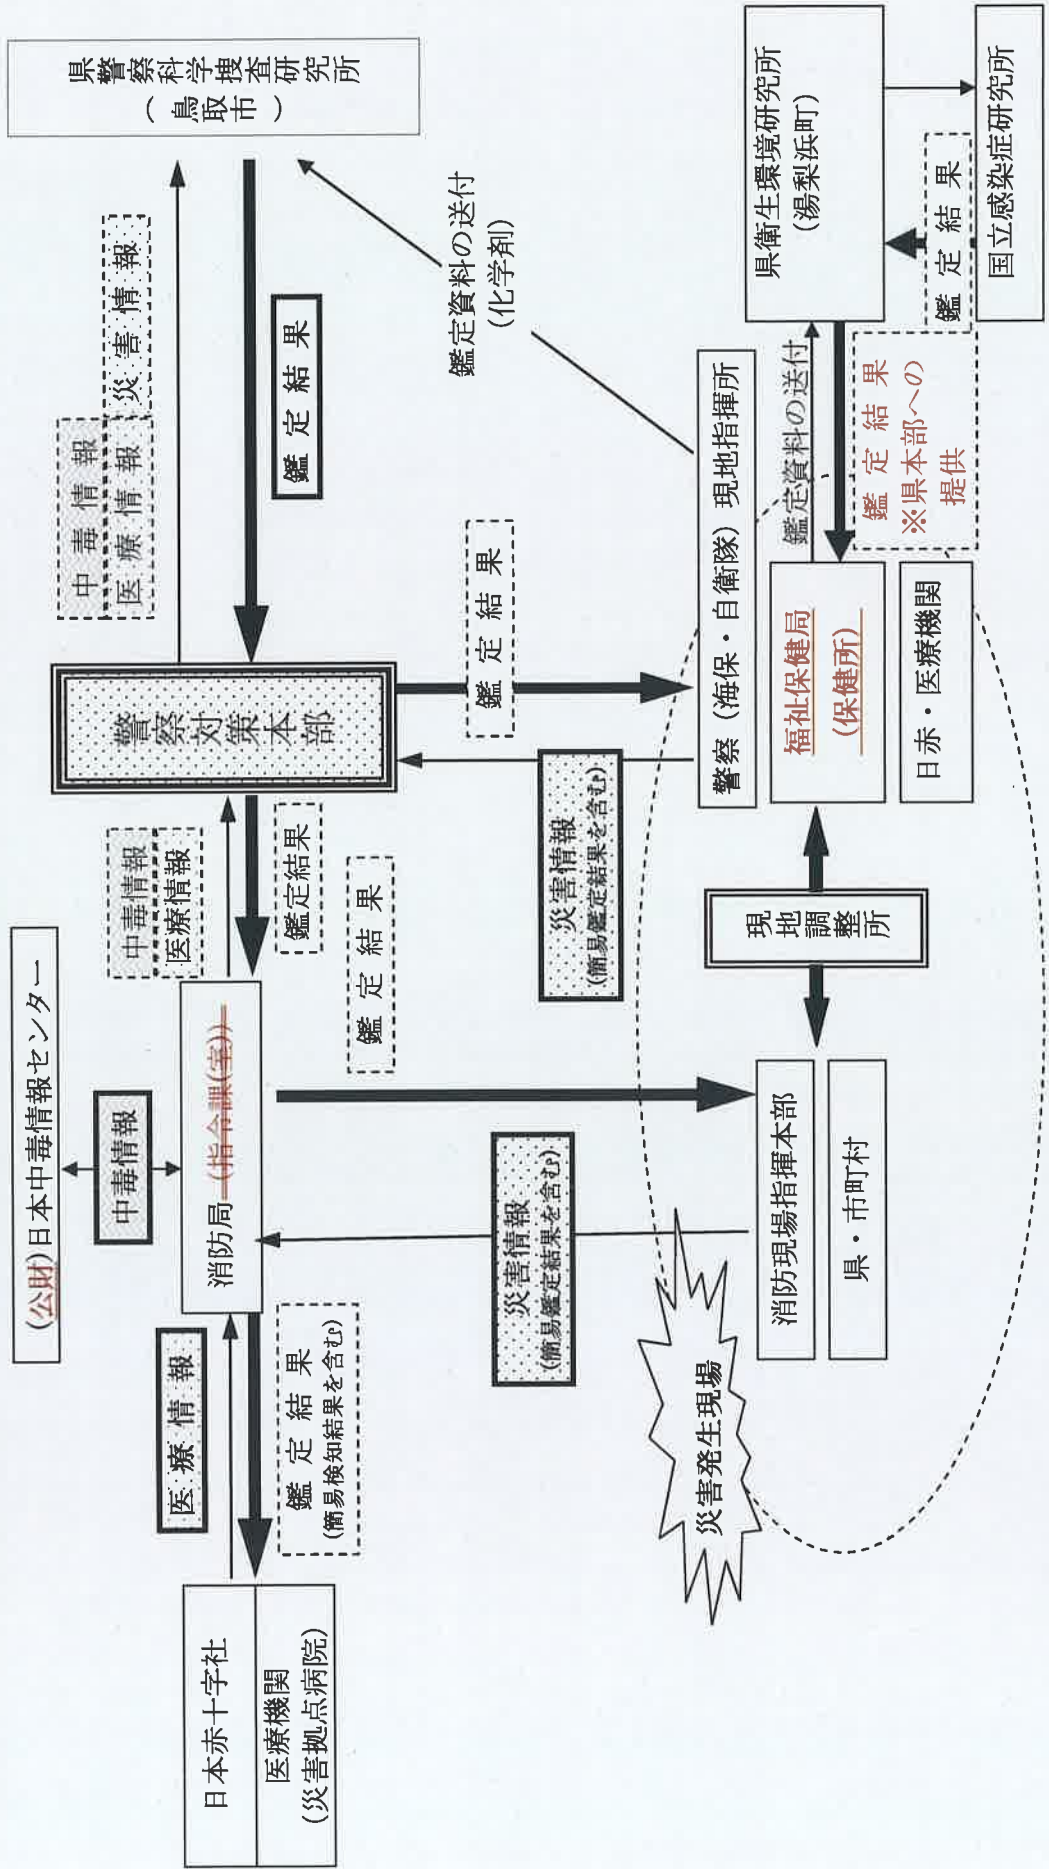 (公財)日本中毒情報センター
中毒情報
日本赤十字社
医療機関
(災害拠点病院)
医療情報
鑑定結果
(簡易検知結果を含む)
消防局(指令課(室))
中毒情報
医療情報
鑑定結果
鑑定結果
警察対策本部
中毒情報
医療情報
災害情報
鑑定結果
県警察科学捜査研究所
(鳥取市)
鑑定資料の送付
(化学剤)
災害情報
(簡易鑑定結果を含む)
災害情報
(簡易鑑定結果を含む)
鑑定結果
災害発生現場
消防現場指揮本部
県・市町村
現地調整所
警察(海保・自衛隊)現地指揮所
福祉保健局
(保健所)
日赤・医療機関
鑑定資料の送付
鑑定結果
※県本部への
提供
県衛生環境研究所
(湯梨浜町)
鑑定結果
国立感染症研究所